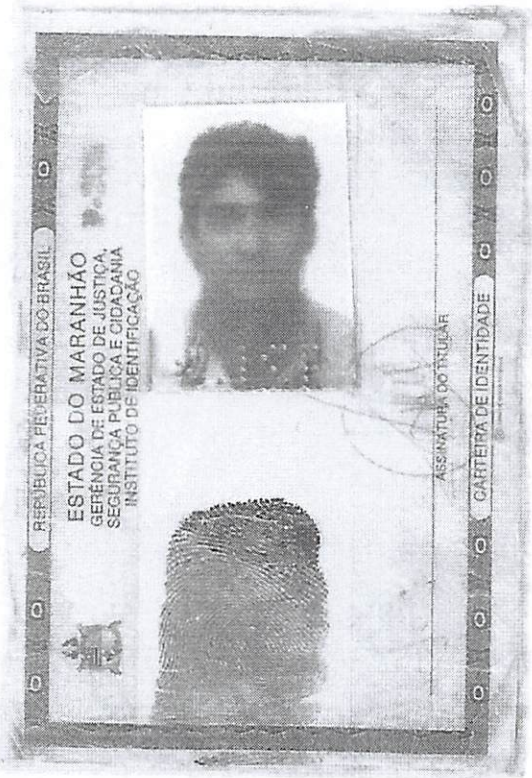 REPÚBLICA FEDERATIVA DO BRASIL
ESTADO DO MARANHÃO
GERÊNCIA DE ESTADO DE JUSTIÇA,
SEGURANÇA PÚBLICA E CIDADANIA
INSTITUTO DE IDENTIFICAÇÃO
ASSINATURA DO TITULAR
CARTEIRA DE IDENTIDADE